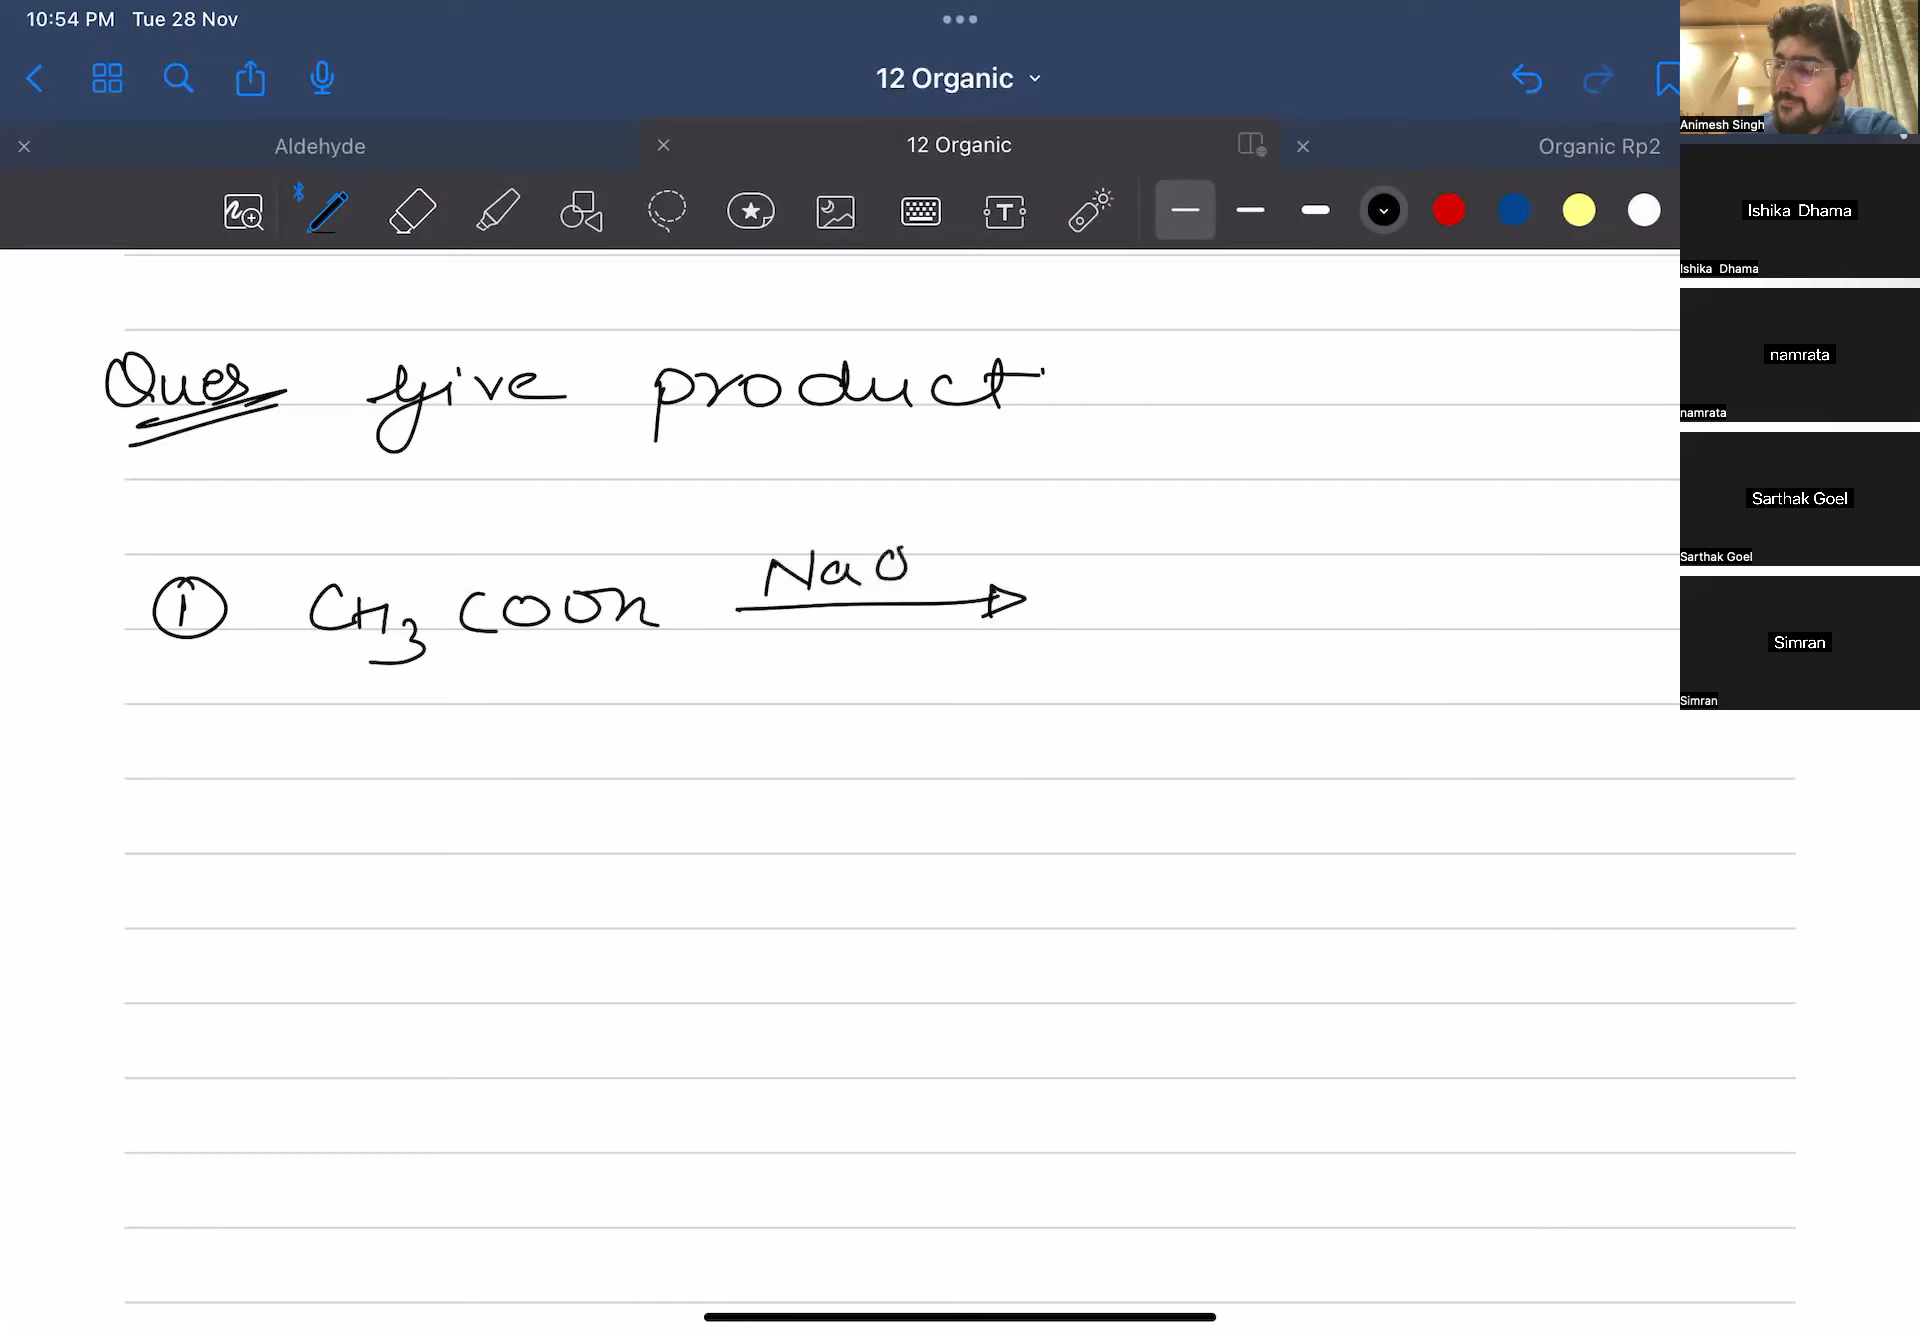 10:54 PM Tue 28 Nov
12 Organic
Aldehyde
12 Organic
Organic Rp2
Animesh Singh
Ishika Dhama
Ishika Dhama
namrata
namrata
Sarthak Goel
Sarthak Goel
Simran
Simran
Ques give product
① CH3COOH NaO